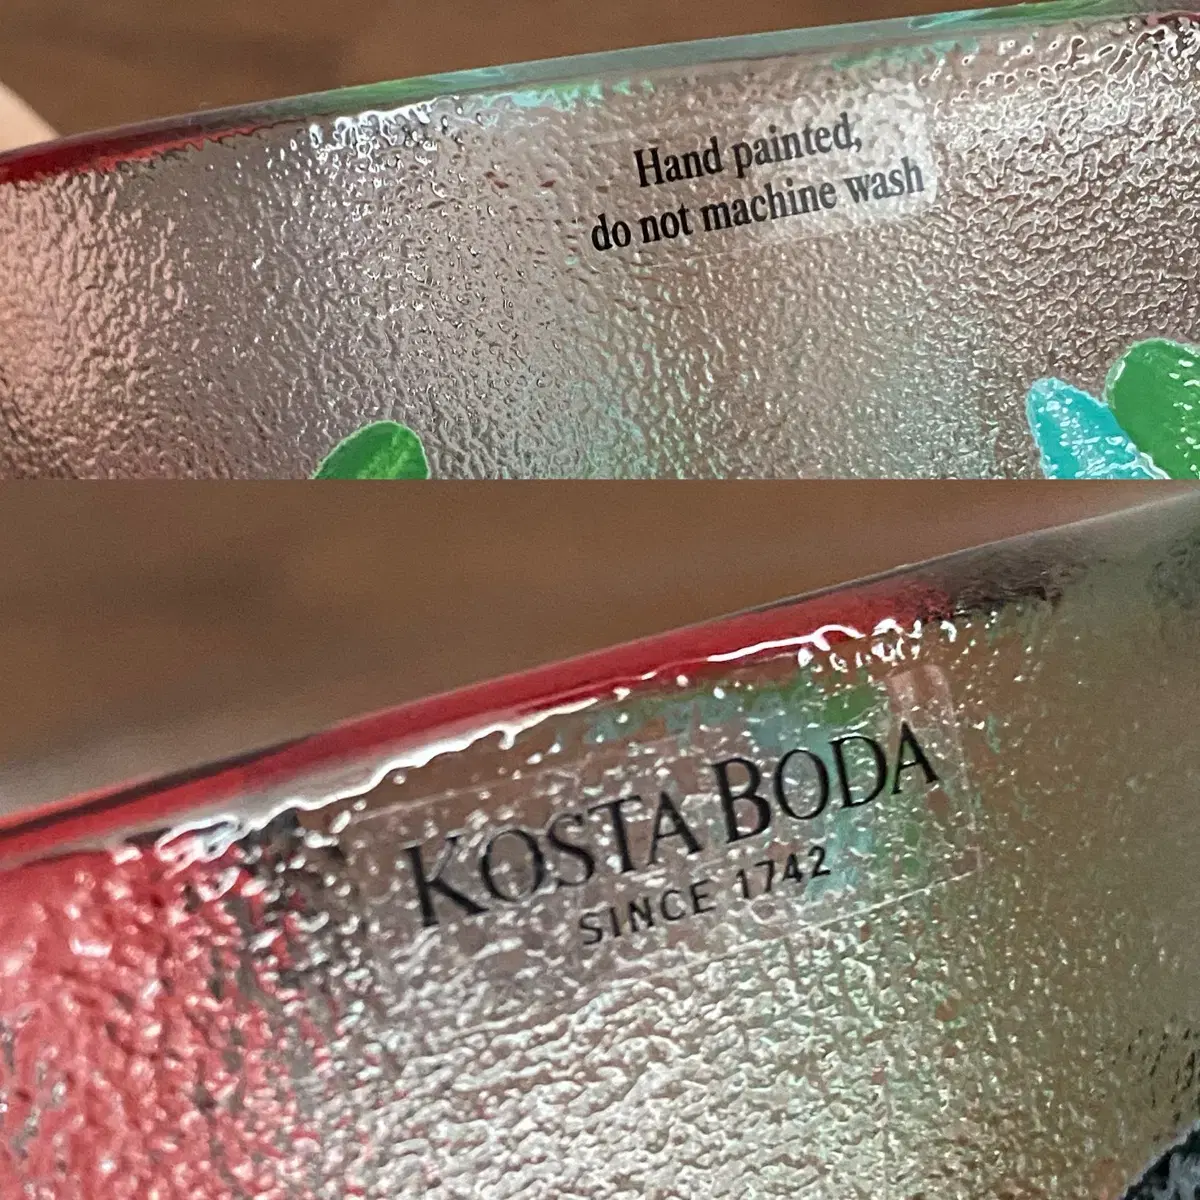 Hand painted,
do not machine wash
KOSTA BODA
SINCE 1742